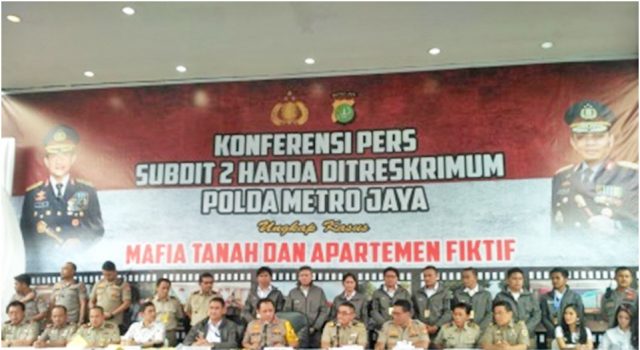 KONFERENSI PERS
SUBDIT 2 HARDA DITRESKRIMUM
POLDA METRO JAYA
Ungkap Kasus
MAFIA TANAH DAN APARTEMEN FIKTIF